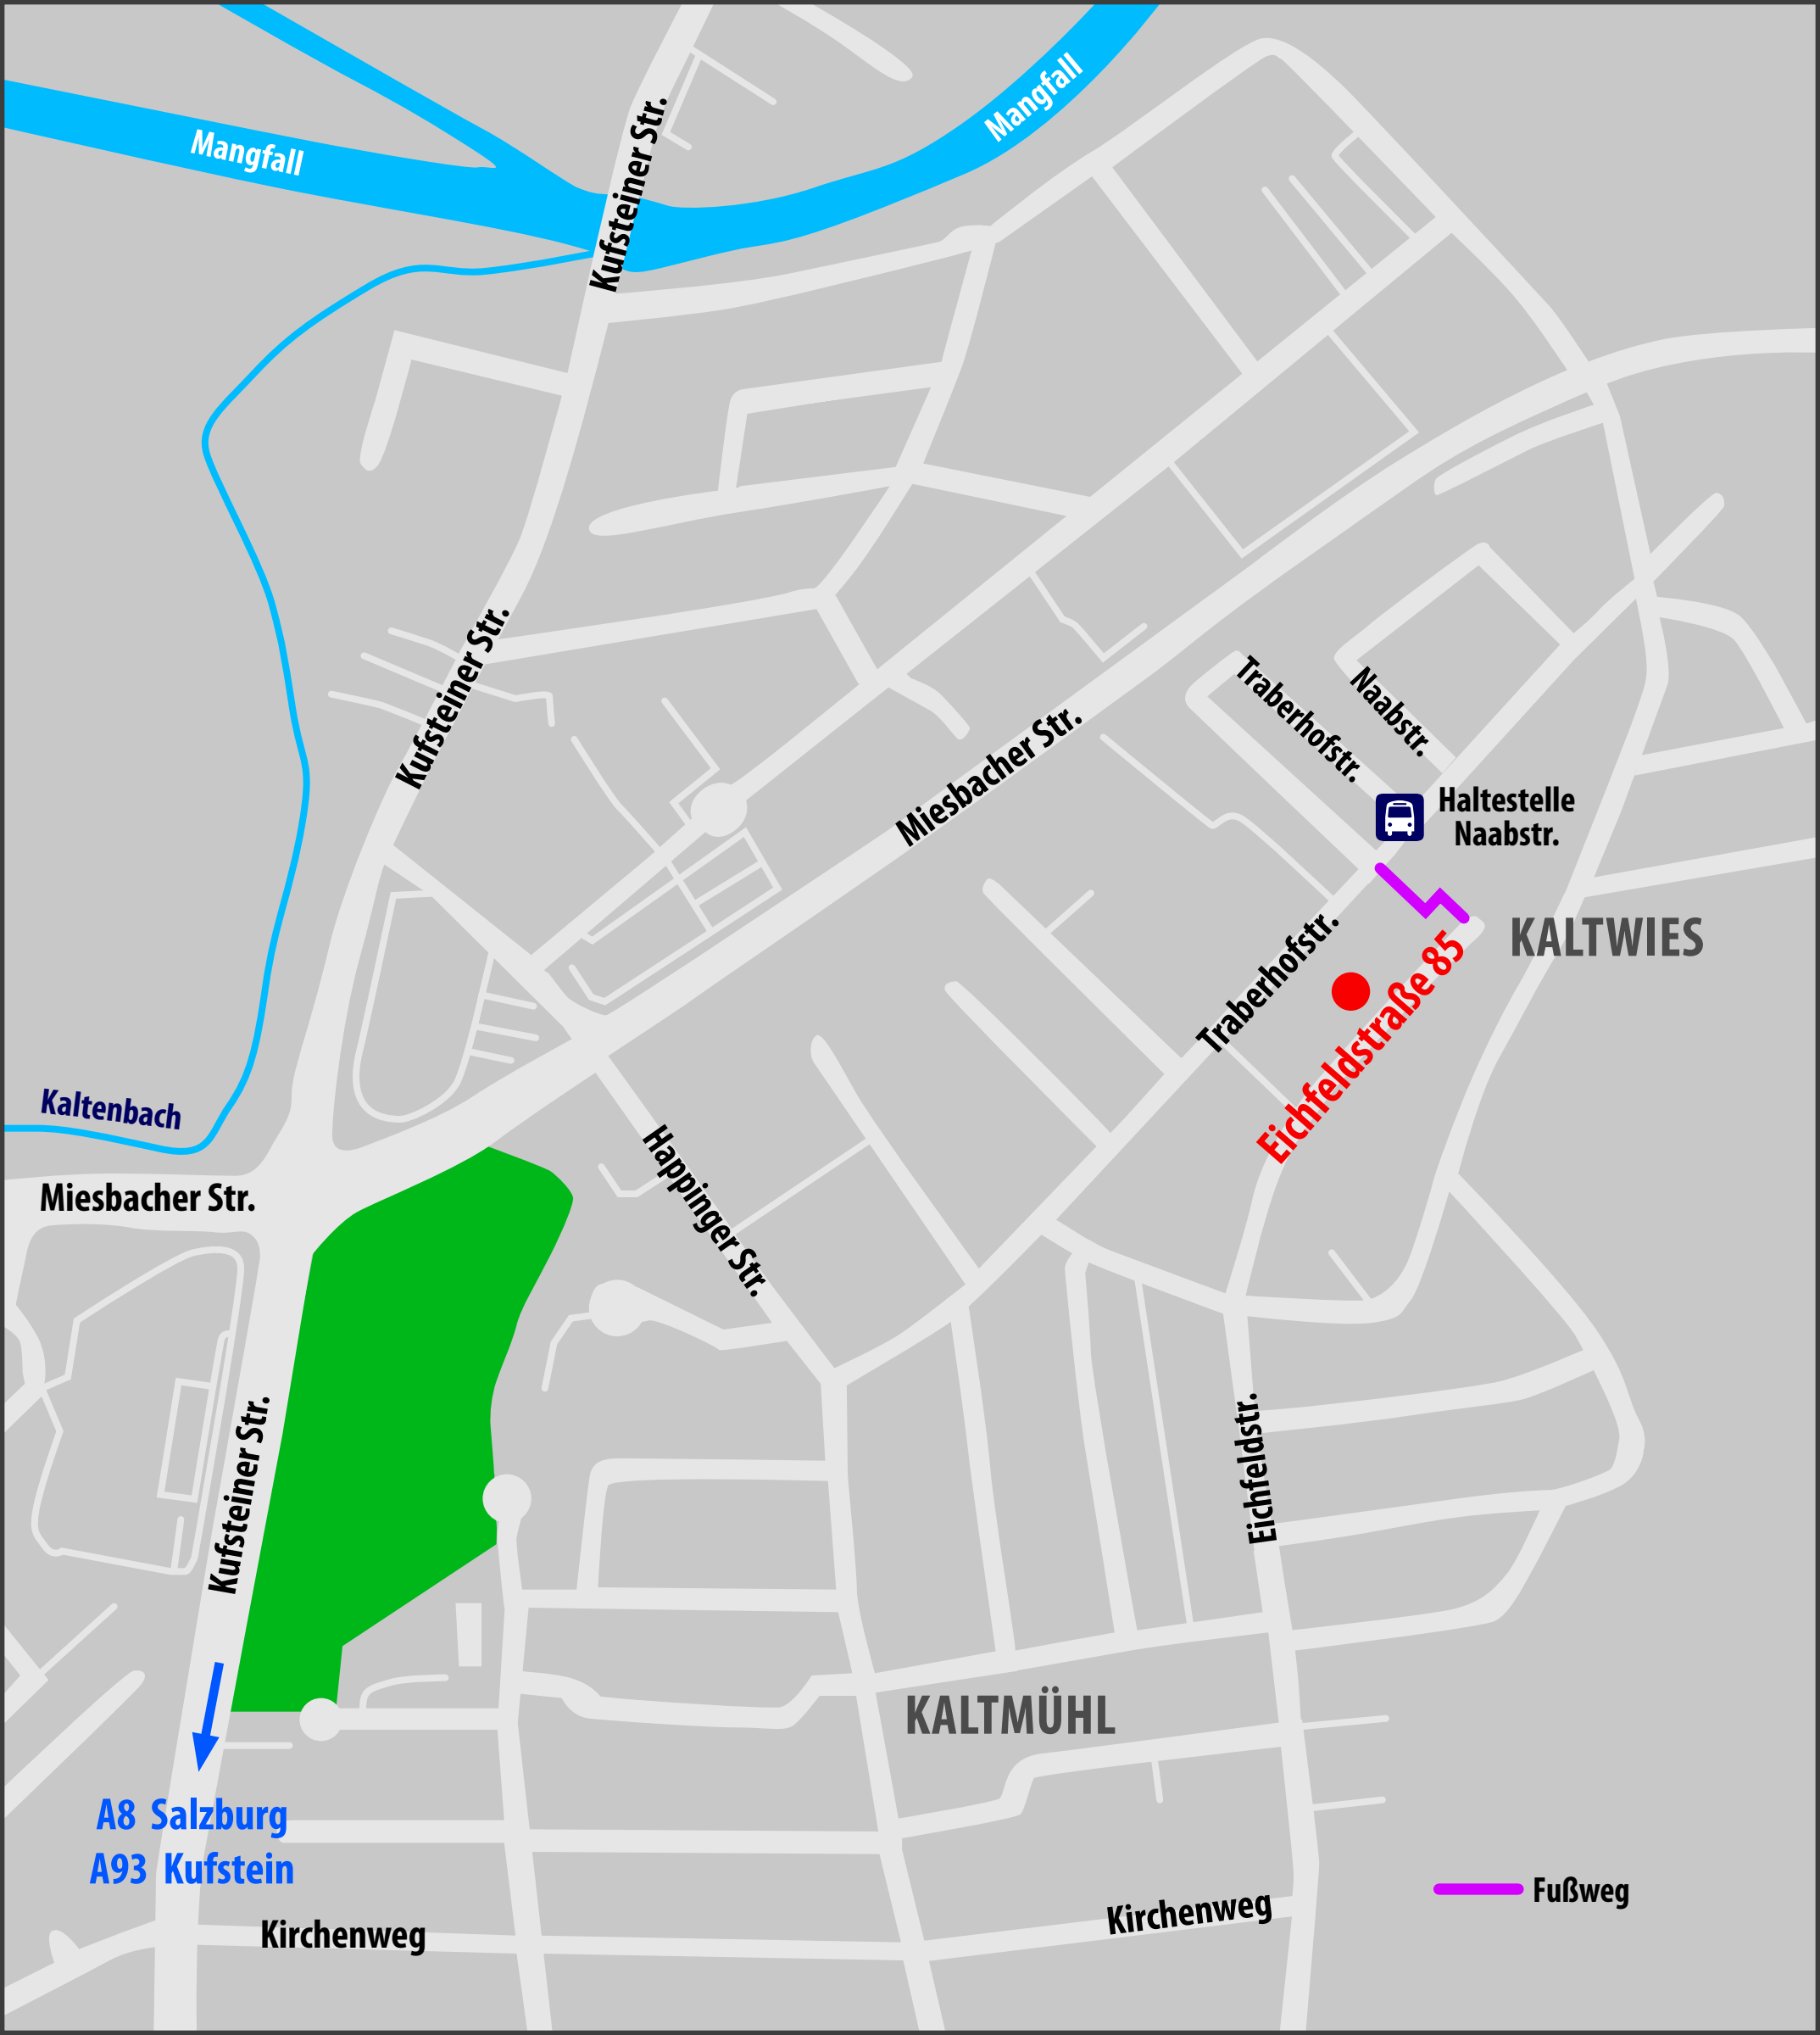 Mangfall
Mangfall
Kufsteiner Str.
Kufsteiner Str.
Miesbacher Str.
Traberhofstr.
Naabstr.
Haltestelle
Naabstr.
KALTWIES
Traberhofstr.
Eichfeldstraße 85
Kaltenbach
Miesbacher Str.
Happinger Str.
Kufsteiner Str.
Eichfeldstr.
KALTMÜHL
A8 Salzburg
A93 Kufstein
Kirchenweg
Kirchenweg
Fußweg